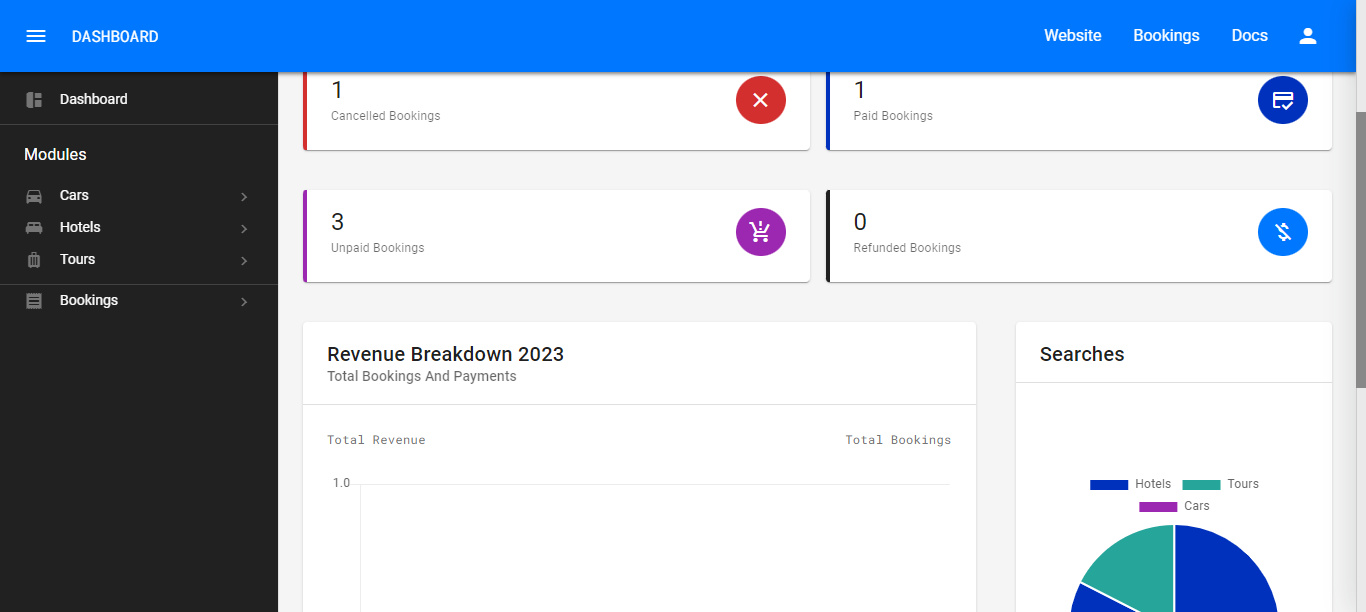 DASHBOARD
Website
Bookings
Docs
Dashboard
Modules
Cars
Hotels
Tours
Bookings
1
Cancelled Bookings
1
Paid Bookings
3
Unpaid Bookings
0
Refunded Bookings
Revenue Breakdown 2023
Total Bookings And Payments
Total Revenue
Total Bookings
1.0
Searches
Hotels
Tours
Cars